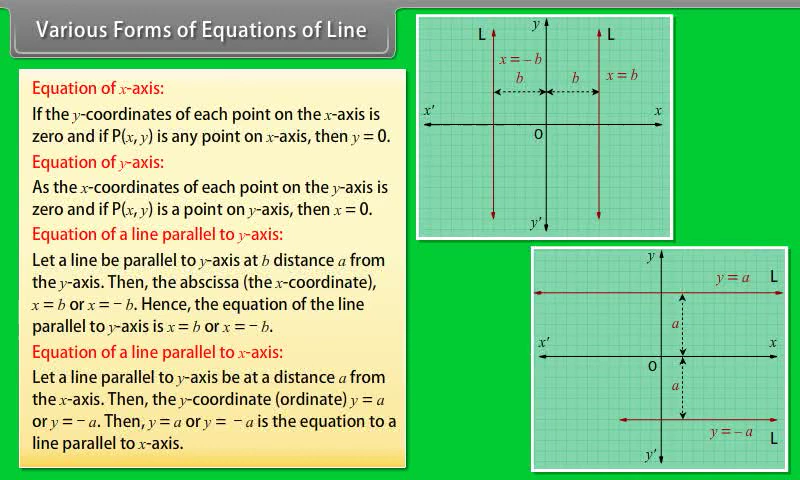 Various Forms of Equations of Line
Equation of x-axis:
If the y-coordinates of each point on the x-axis is
zero and if P(x, y) is any point on x-axis, then y = 0.
Equation of y-axis:
As the x-coordinates of each point on the y-axis is
zero and if P(x, y) is a point on y-axis, then x = 0.
Equation of a line parallel to y-axis:
Let a line be parallel to y-axis at b distance a from
the y-axis. Then, the abscissa (the x-coordinate),
x = b or x = − b. Hence, the equation of the line
parallel to y-axis is x = b or x = − b.
Equation of a line parallel to x-axis:
Let a line parallel to y-axis be at a distance a from
the x-axis. Then, the y-coordinate (ordinate) y = a
or y = − a. Then, y = a or y = − a is the equation to a
line parallel to x-axis.
y
L L
x = − b
b b x = b
x' x
O
y'
y
y = a L
a
x' x
O
a
y = − a L
y'